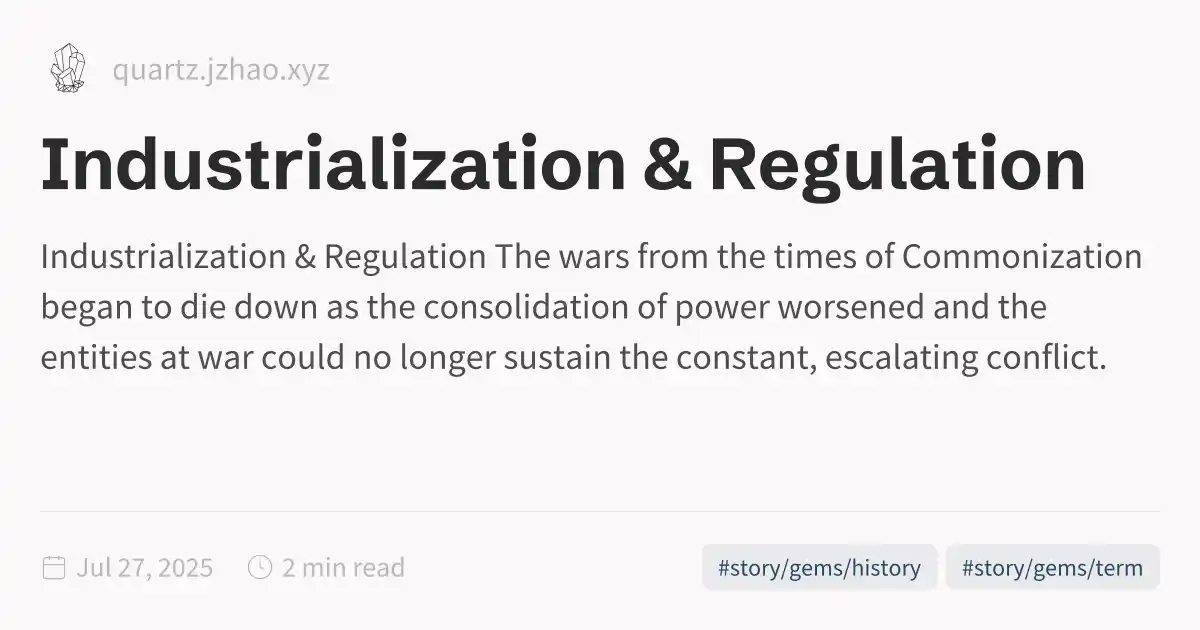 quartz.jzhao.xyz
Industrialization & Regulation
Industrialization & Regulation The wars from the times of Commonization
began to die down as the consolidation of power worsened and the
entities at war could no longer sustain the constant, escalating conflict.
Jul 27, 2025 2 min read #story/gems/history #story/gems/term